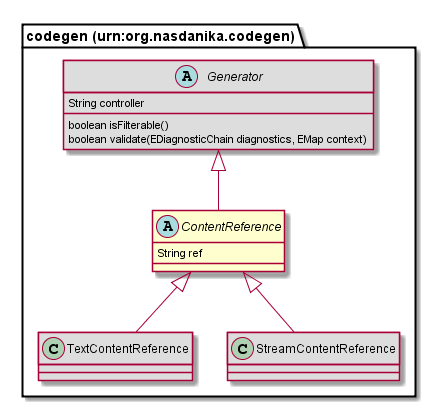 codegen (urn:org.nasdanika.codegen)
A Generator
String controller
boolean isFilterable()
boolean validate(EDiagnosticChain diagnostics, EMap context)
A ContentReference
String ref
C TextContentReference
C StreamContentReference